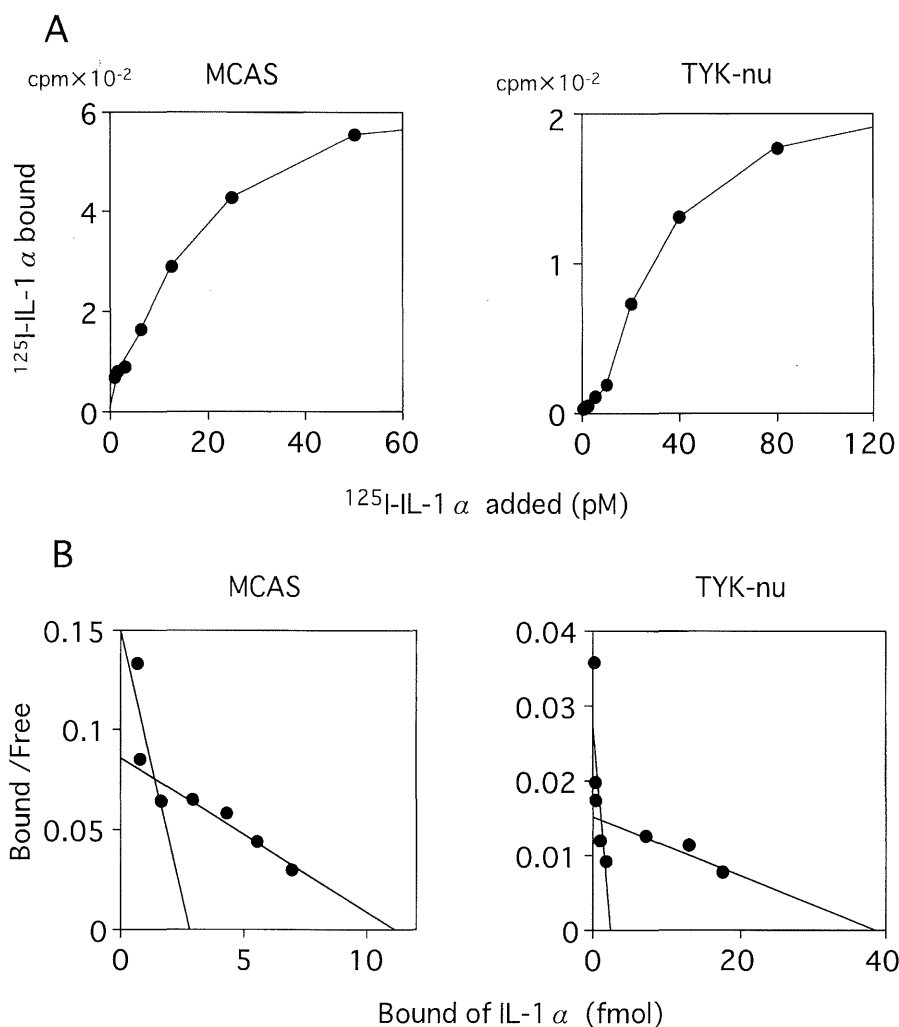 A
MCAS
TYK-nu
cpm×10-2
cpm×10-2
6
4
2
0
0 20 40 60
2
1
0
0 40 80 120
125I-IL-1 α bound
125I-IL-1 α added (pM)
B
MCAS
TYK-nu
0.15
0.1
0.05
0
0 5 10
0.04
0.03
0.02
0.01
0
0 20 40
Bound /Free
Bound of IL-1 α (fmol)